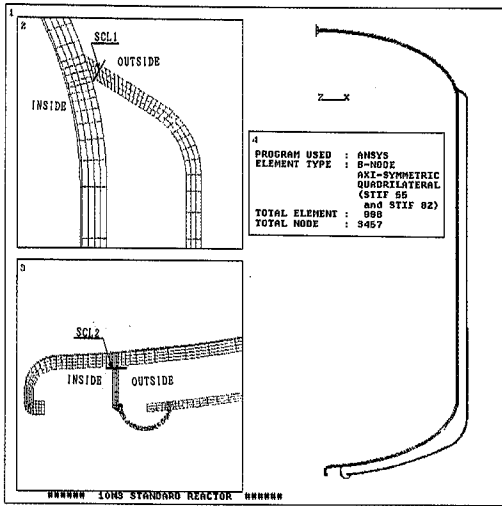 1
2
SCL1
OUTSIDE
INSIDE
Z X
4
PROGRAM USED : ANSYS
ELEMENT TYPE : 8-NODE
AXI-SYMMETRIC
QUADRILATERAL
(STIF 55
and STIF 82)
TOTAL ELEMENT : 998
TOTAL NODE : 3457
3
SCL2
INSIDE OUTSIDE
###### 10M3 STANDARD REACTOR ######